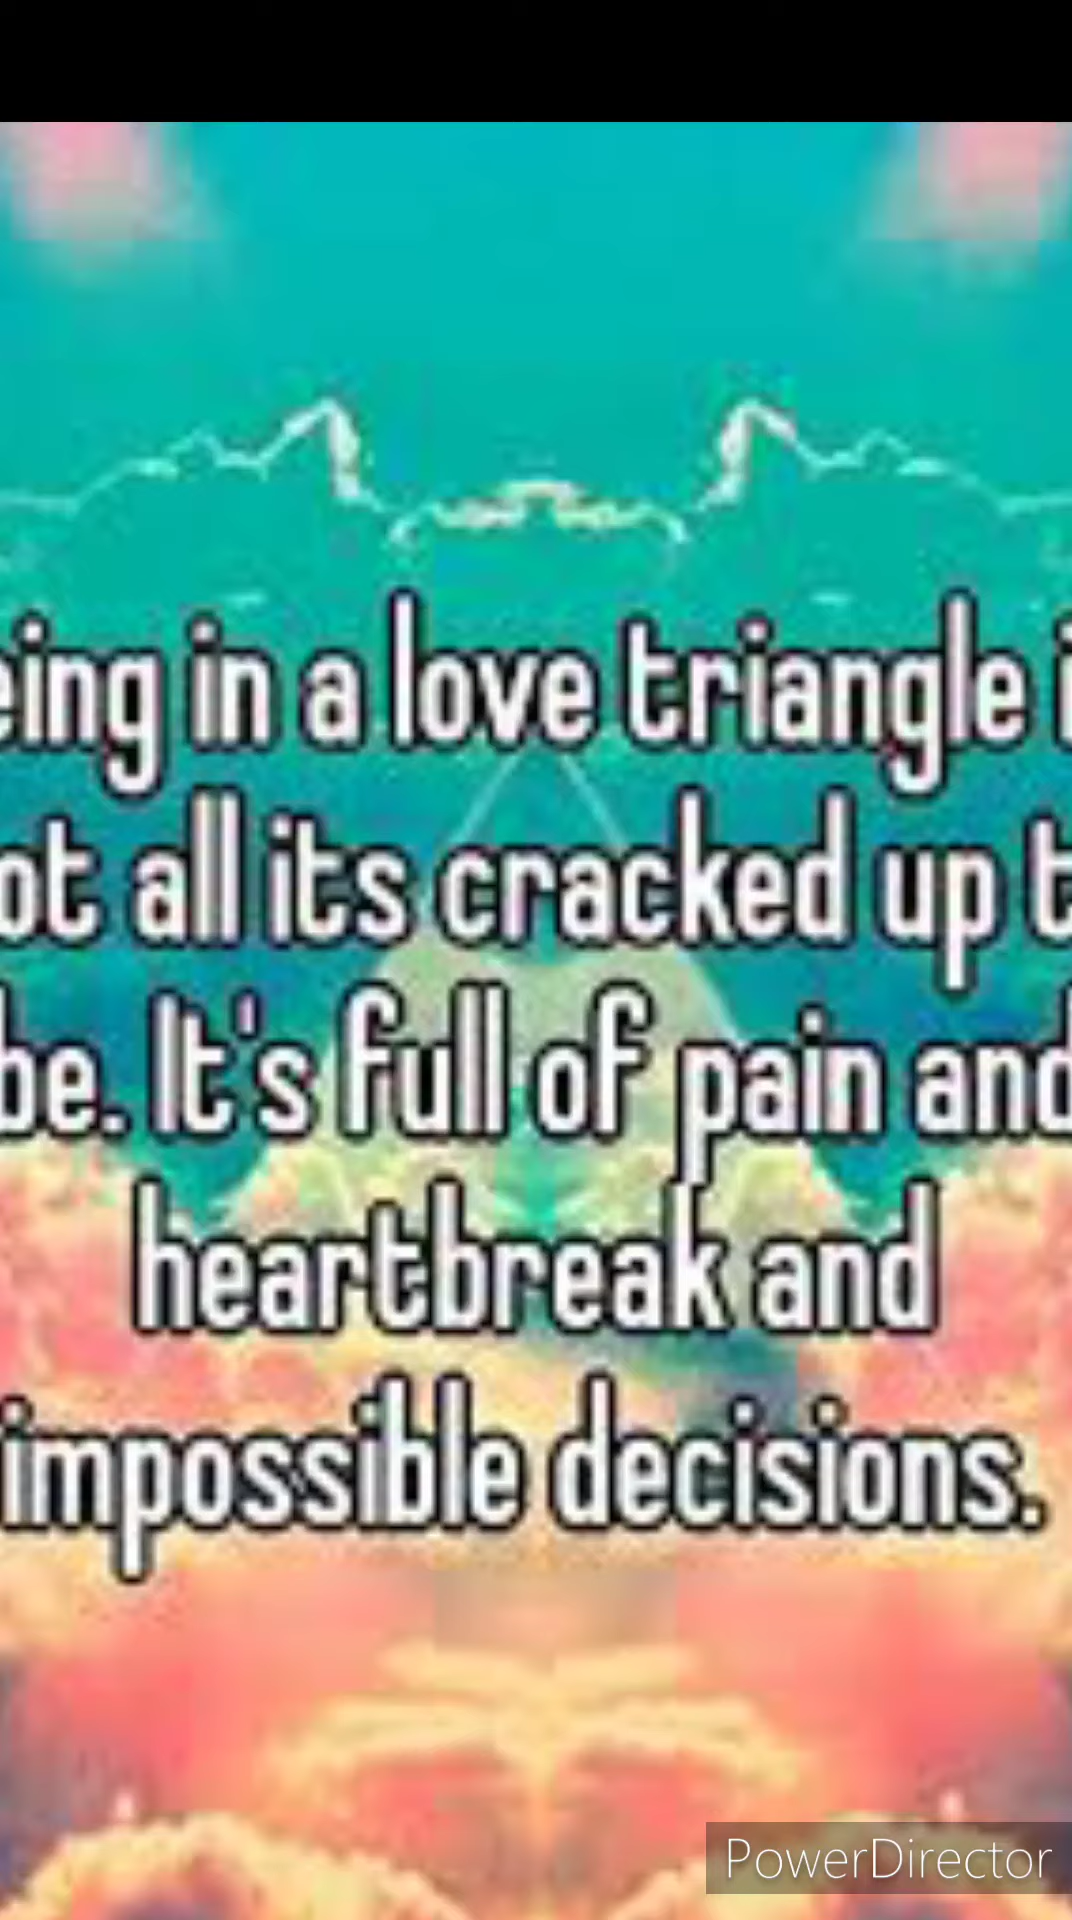 eing in a love triangle i
ot all its cracked up t
be. It's full of pain and
heartbreak and
impossible decisions.
PowerDirector